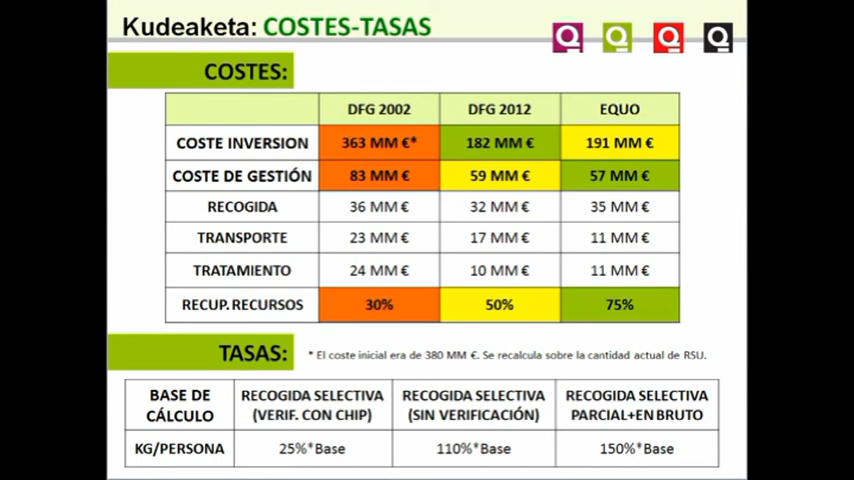 Kudeaketa: COSTES-TASAS
COSTES:
DFG 2002 DFG 2012 EQUO
COSTE INVERSION 363 MM €* 182 MM € 191 MM €
COSTE DE GESTIÓN 83 MM € 59 MM € 57 MM €
RECOGIDA 36 MM € 32 MM € 35 MM €
TRANSPORTE 23 MM € 17 MM € 11 MM €
TRATAMIENTO 24 MM € 10 MM € 11 MM €
RECUP. RECURSOS 30% 50% 75%
TASAS:
* El coste inicial era de 380 MM €. Se recalcula sobre la cantidad actual de RSU.
BASE DE CÁLCULO RECOGIDA SELECTIVA (VERIF. CON CHIP) RECOGIDA SELECTIVA (SIN VERIFICACIÓN) RECOGIDA SELECTIVA PARCIAL+EN BRUTO
KG/PERSONA 25%*Base 110%*Base 150%*Base